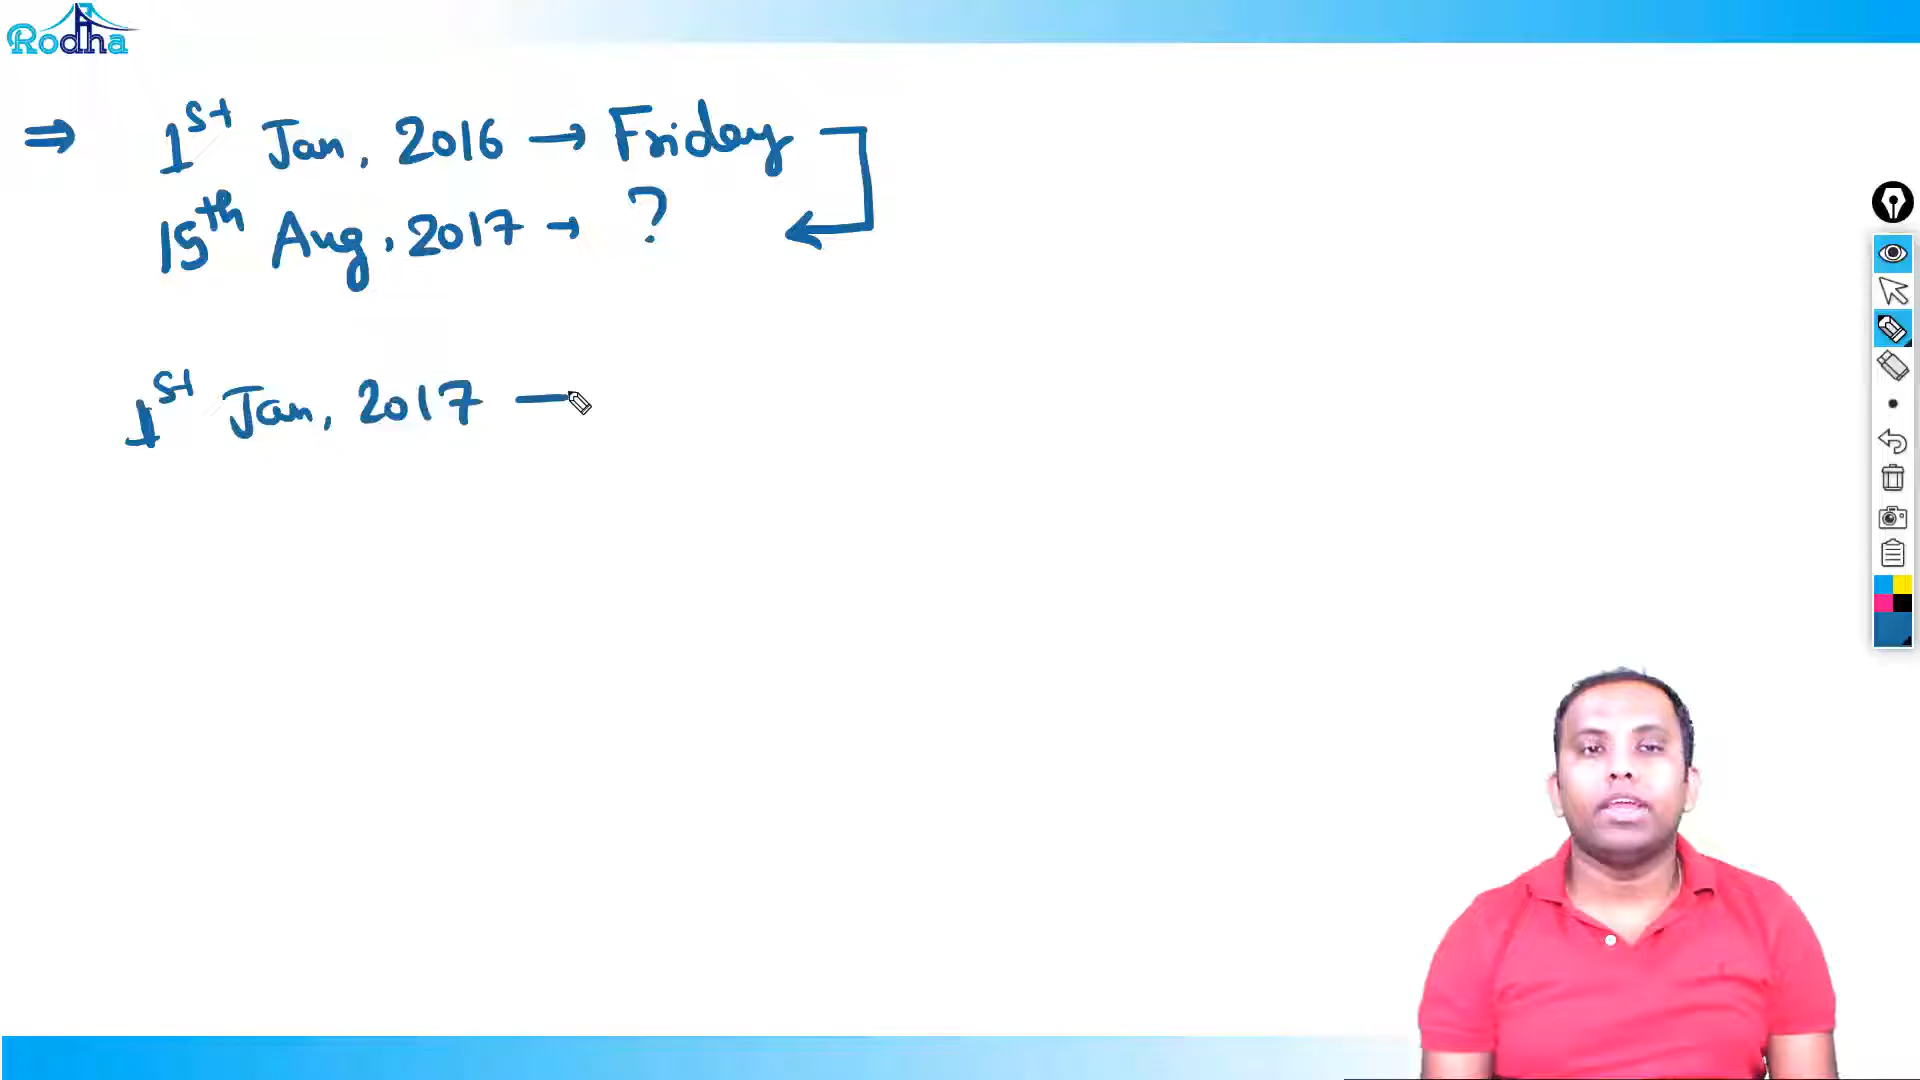 Rodha
⇒ 1st Jan, 2016 → Friday
15th Aug, 2017 → ?
1st Jan, 2017 —